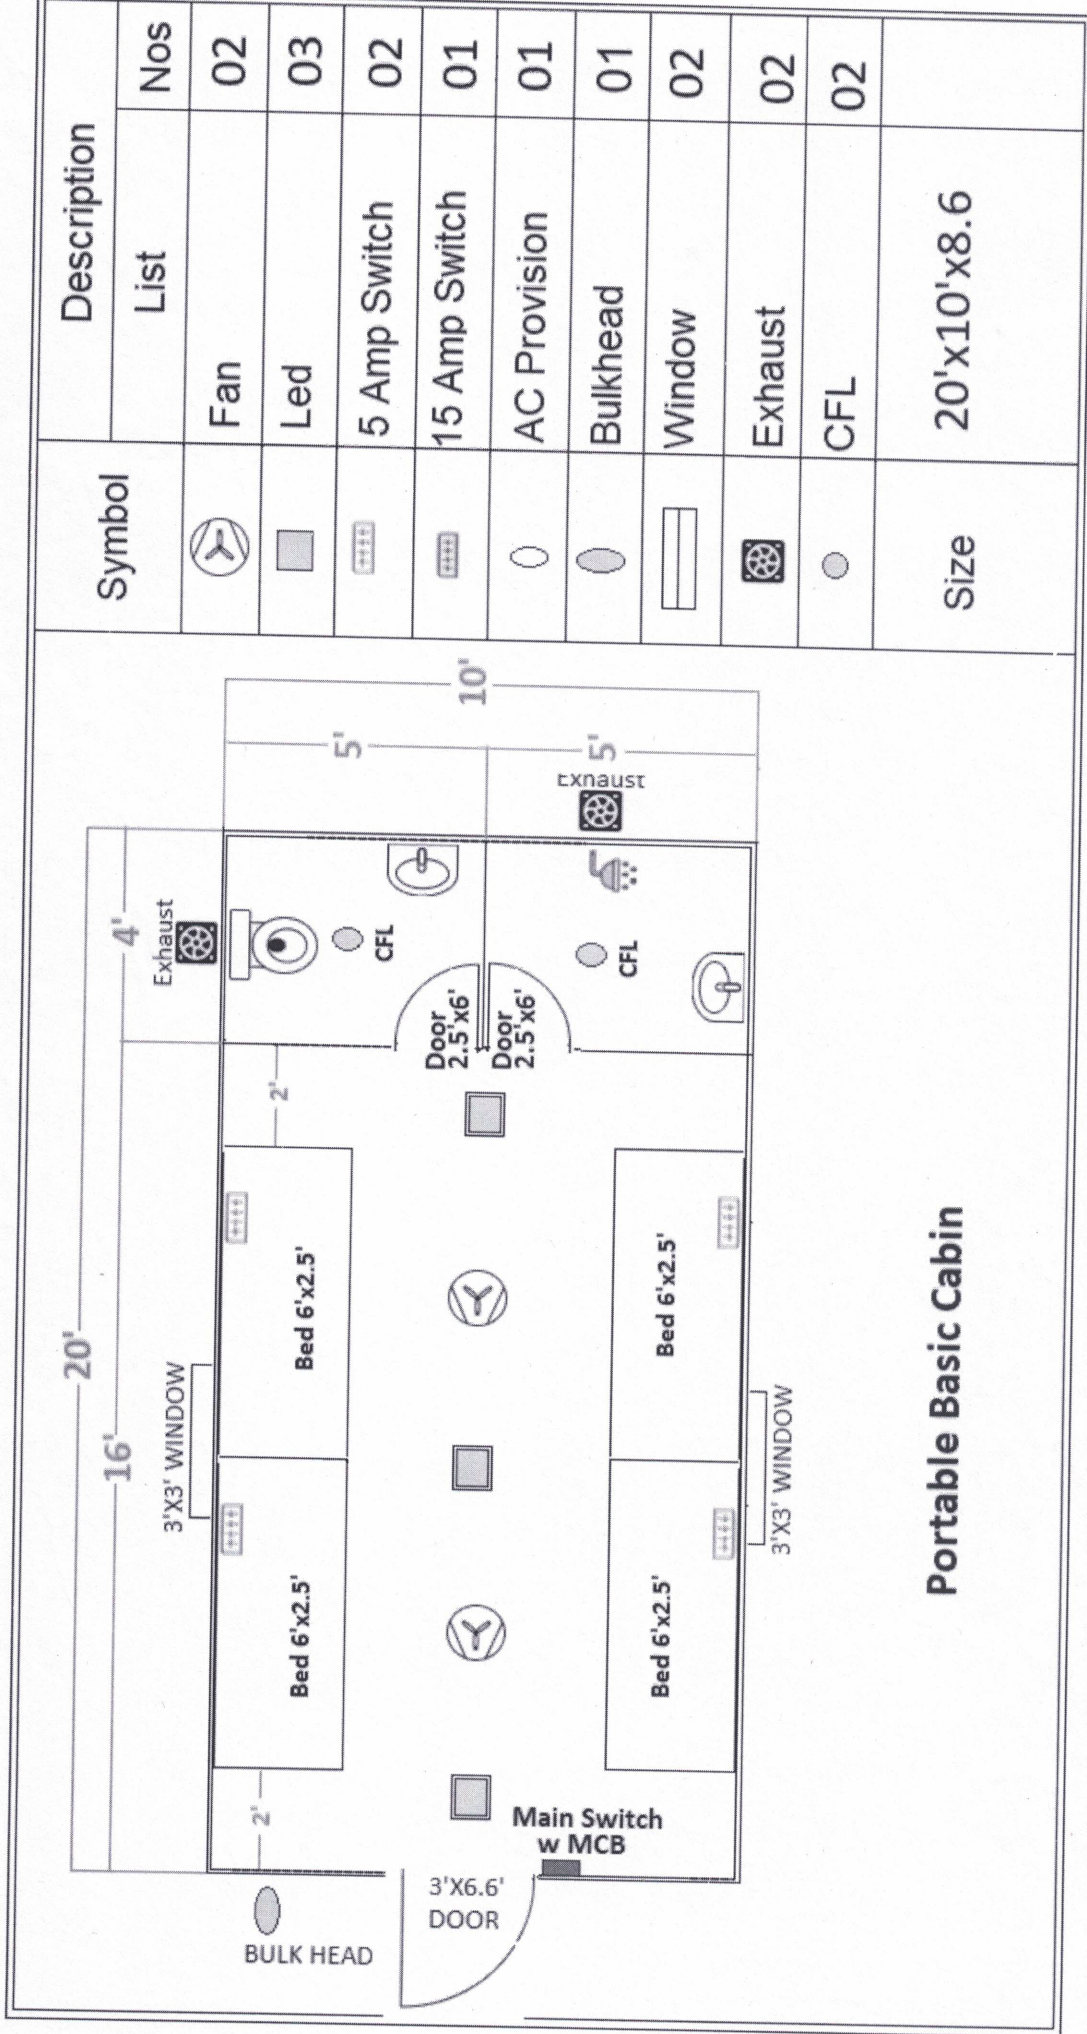 20'
16'
4'
Exhaust
3'X3' WINDOW
2'
2'
10'
5'
5'
BULK HEAD
3'X6.6'
DOOR
Main Switch
w MCB
Bed 6'x2.5'
Bed 6'x2.5'
Bed 6'x2.5'
Bed 6'x2.5'
CFL
CFL
Door
2.5'x6'
Door
2.5'x6'
Exhaust
3'X3' WINDOW
Portable Basic Cabin
Symbol
Description
List
Nos
Fan
02
Led
03
5 Amp Switch
02
15 Amp Switch
01
AC Provision
01
Bulkhead
01
Window
02
Exhaust
02
CFL
02
Size
20'x10'x8.6